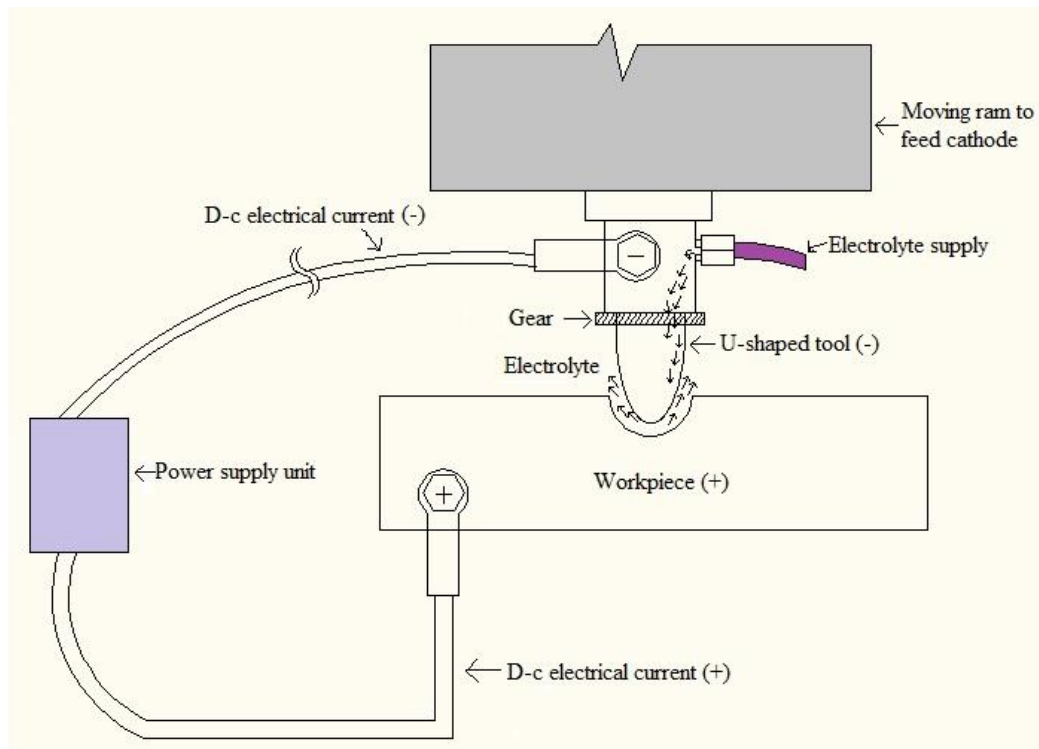 Moving ram to
feed cathode
D-c electrical current (-)
-
Electrolyte supply
Gear
U-shaped tool (-)
Electrolyte
Power supply unit
Workpiece (+)
+
D-c electrical current (+)